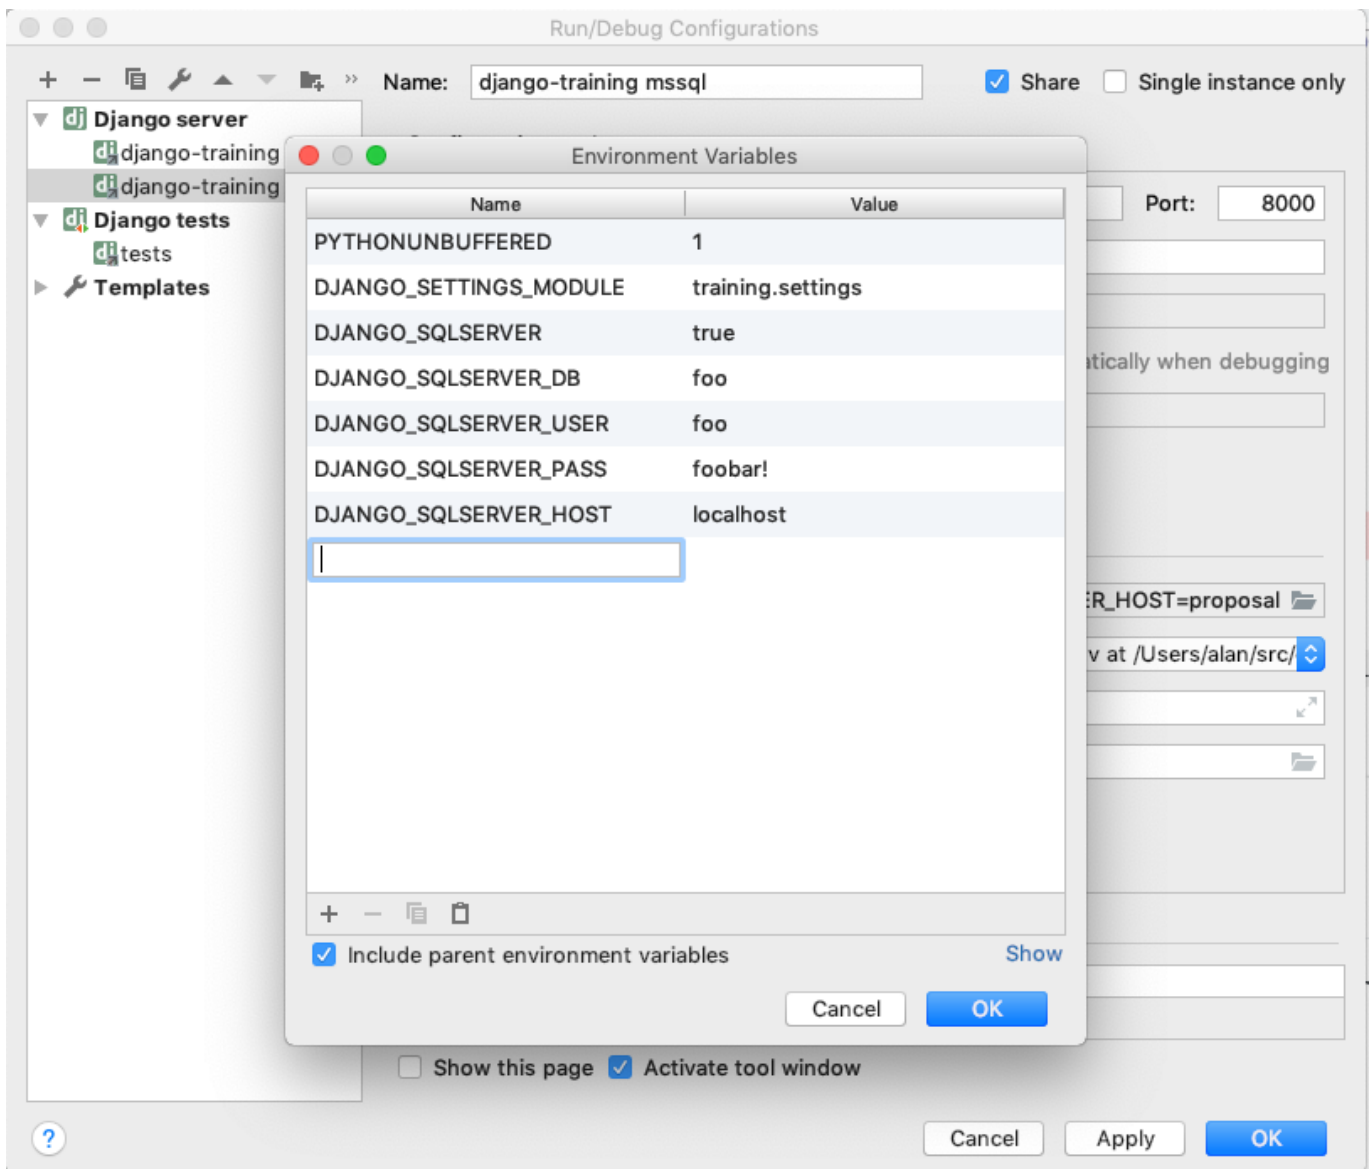 Run/Debug Configurations
Name: django-training mssql Share Single instance only
Django server
django-training
django-training
Django tests
tests
Templates
Port: 8000
atically when debugging
ER_HOST=proposal
v at /Users/alan/src/
Environment Variables
Name Value
PYTHONUNBUFFERED 1
DJANGO_SETTINGS_MODULE training.settings
DJANGO_SQLSERVER true
DJANGO_SQLSERVER_DB foo
DJANGO_SQLSERVER_USER foo
DJANGO_SQLSERVER_PASS foobar!
DJANGO_SQLSERVER_HOST localhost
Include parent environment variables Show
Cancel OK
Show this page Activate tool window
? Cancel Apply OK